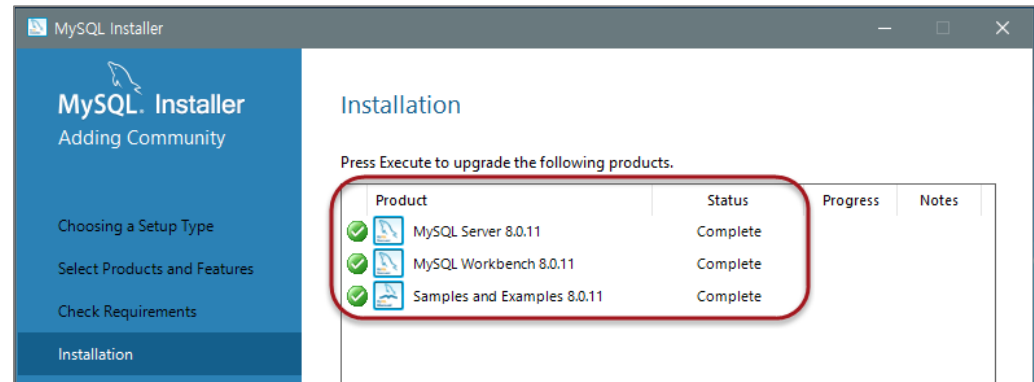 MySQL Installer
MySQL. Installer
Adding Community
Choosing a Setup Type
Select Products and Features
Check Requirements
Installation
Installation
Press Execute to upgrade the following products.
Product Status Progress Notes
MySQL Server 8.0.11 Complete
MySQL Workbench 8.0.11 Complete
Samples and Examples 8.0.11 Complete